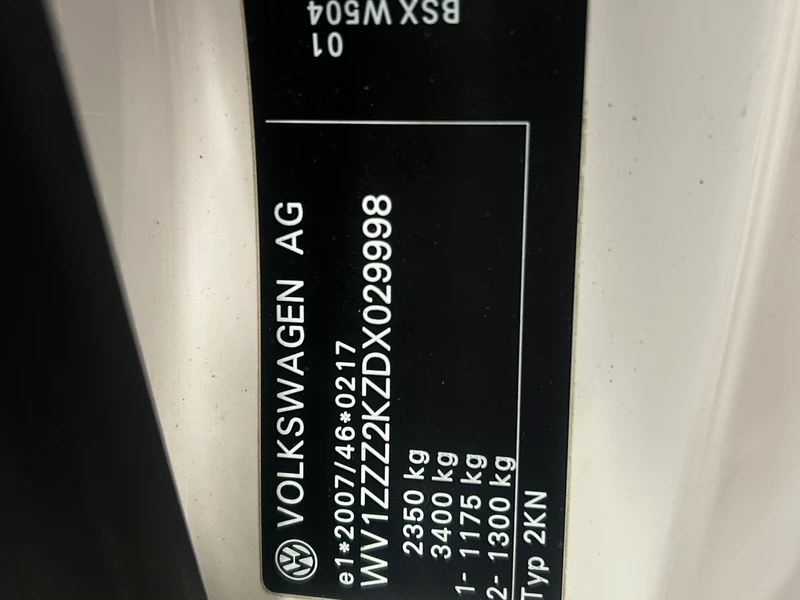 VOLKSWAGEN AG
e1*2007/46*0217
WV1ZZZ2KZDX029998
2350 kg
3400 kg
1- 1175 kg
2- 1300 kg
Typ 2KN
01
BSX W504